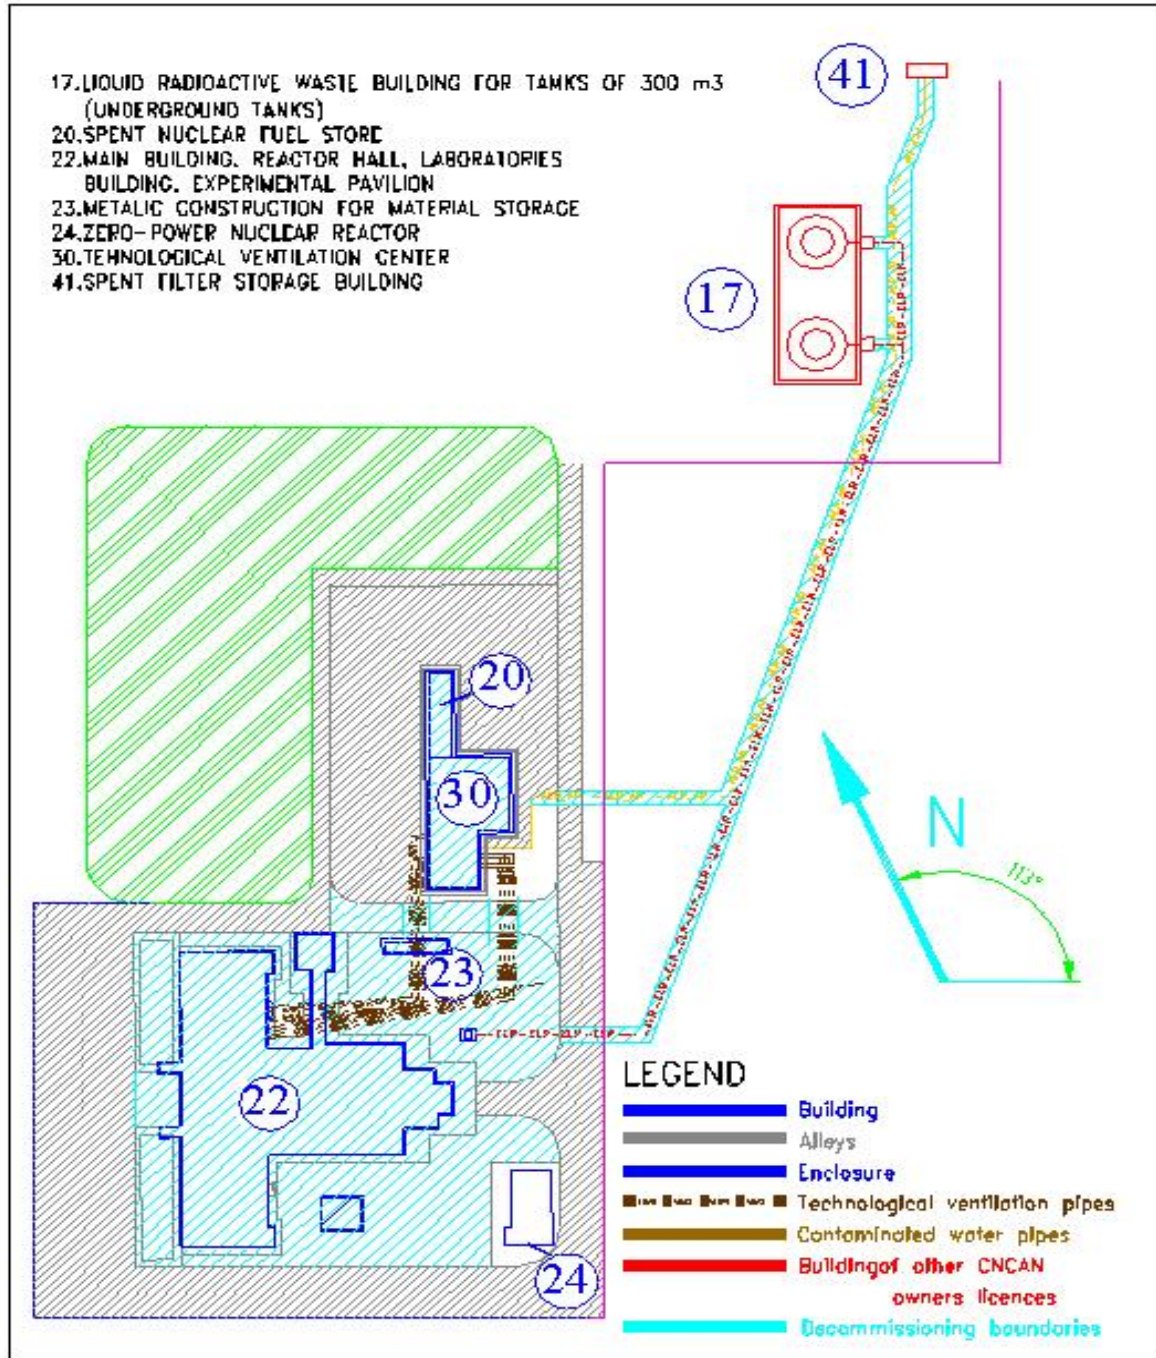 17.LIQUID RADIOACTIVE WASTE BUILDING FOR TAMKS OF 300 m3
(UNDERGROUND TANKS)
20.SPENT NUCLEAR FUEL STORE
22.MAIN BUILDING. REACTOR HALL, LABORATORIES
BUILDING. EXPERIMENTAL PAVILION
23.METALIC CONSTRUCTION FOR MATERIAL STORAGE
24.ZERO-POWER NUCLEAR REACTOR
30.TEHNOLOGICAL VENTILATION CENTER
41.SPENT FILTER STORAGE BUILDING
41
17
20
30
N
113°
23
22
24
LEGEND
Building
Alleys
Enclosure
Technological ventilation pipes
Contaminated water pipes
Buildingof other CNCAN
owners licences
Decommissioning boundaries